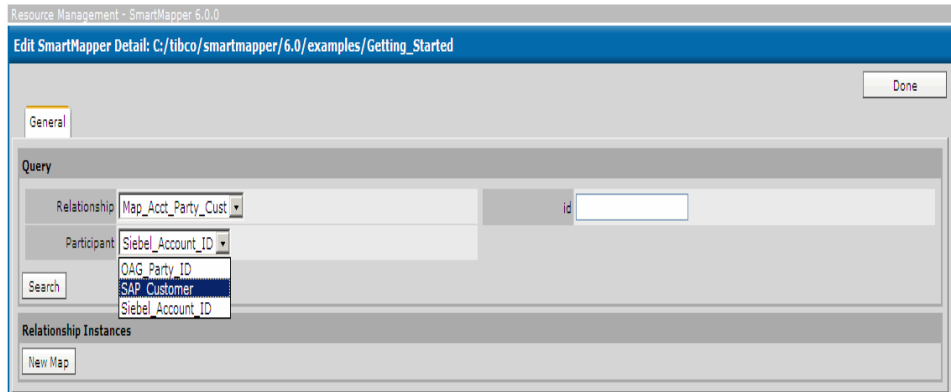 Resource Management - SmartMapper 6.0.0
Edit SmartMapper Detail: C:/tibco/smartmapper/6.0/examples/Getting_Started
Done
General
Query
Relationship Map_Acct_Party_Cust id
Participant Siebel_Account_ID
OAG_Party_ID
SAP_Customer
Siebel_Account_ID
Search
Relationship Instances
New Map